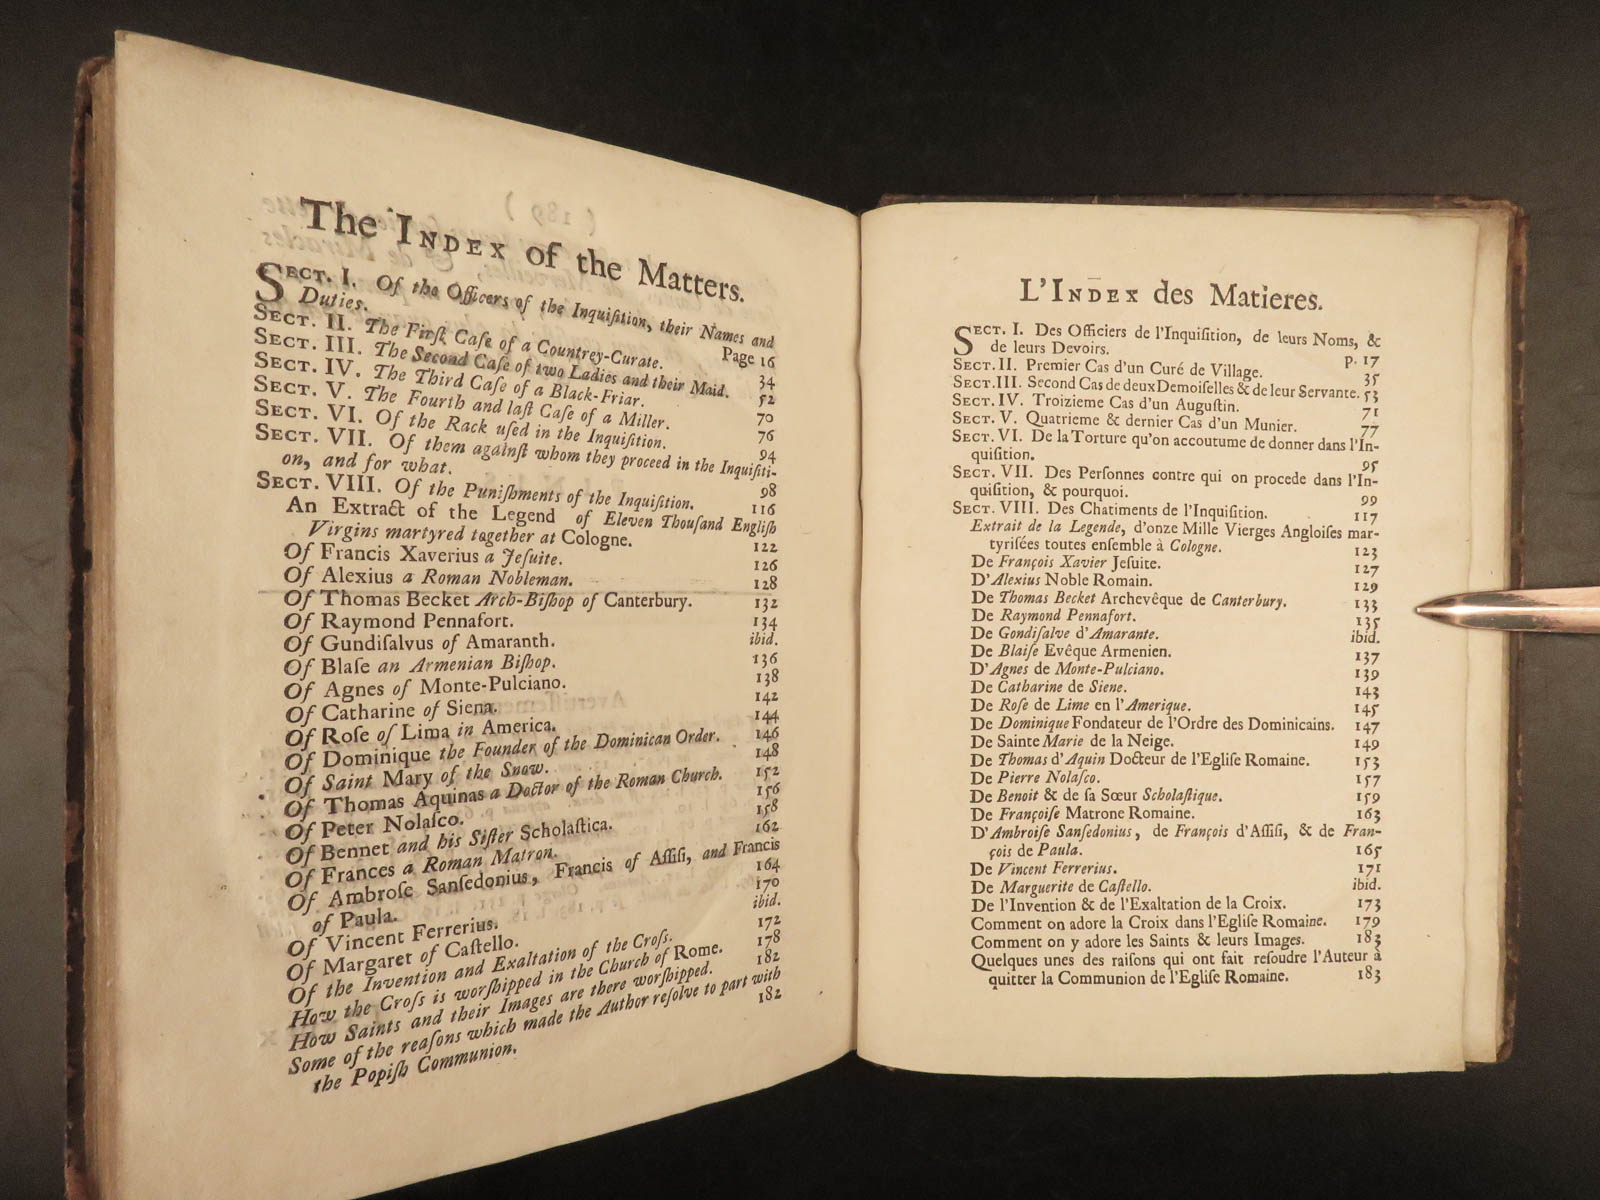 The INDEX of the Matters.
SECT. I. Of the Officers of the Inquiſition, their Names and
Duties. Page 16
SECT. II. The Firſt Caſe of a Countrey-Curate. 34
SECT. III. The Second Caſe of two Ladies and their Maid. 52
SECT. IV. The Third Caſe of a Black-Friar. 70
SECT. V. The Fourth and laſt Caſe of a Miller. 76
SECT. VI. Of the Rack uſed in the Inquiſition. 94
SECT. VII. Of them againſt whom they proceed in the Inquiſiti-
on, and for what. 98
SECT. VIII. Of the Puniſhments of the Inquiſition. 116
An Extract of the Legend of Eleven Thouſand Engliſh
Virgins martyred together at Cologne. 122
Of Francis Xaverius a Jeſuite. 126
Of Alexius a Roman Nobleman. 128
Of Thomas Becket Arch-Biſhop of Canterbury. 132
Of Raymond Pennafort. 134
Of Gundiſalvus of Amaranth. ibid.
Of Blaſe an Armenian Biſhop. 136
Of Agnes of Monte-Pulciano. 138
Of Catharine of Siena. 142
Of Roſe of Lima in America. 144
Of Dominique the Founder of the Dominican Order. 146
Of Saint Mary of the Snow. 148
Of Thomas Aquinas a Doctor of the Roman Church. 152
Of Peter Nolaſco. 156
Of Bennet and his Siſter Scholaſtica. 158
Of Frances a Roman Matron. 162
Of Ambroſe Sanſedonius, Francis of Aſſiſi, and Francis
of Paula. 164
Of Vincent Ferrerius. 170
Of Margaret of Caſtello. ibid.
Of the Invention and Exaltation of the Croſs. 172
How the Croſs is worſhipped in the Church of Rome. 178
How Saints and their Images are there worſhipped. 182
Some of the reaſons which made the Author reſolve to part with
the Popiſh Communion. 182
L'INDEX des Matieres.
SECT. I. Des Officiers de l'Inquiſition, de leurs Noms, &
de leurs Devoirs. p. 17
SECT. II. Premier Cas d'un Curé de Village. 35
SECT. III. Second Cas de deux Demoiſelles & de leur Servante. 53
SECT. IV. Troizieme Cas d'un Auguſtin. 71
SECT. V. Quatrieme & dernier Cas d'un Munier. 77
SECT. VI. De la Torture qu'on accoutume de donner dans l'In-
quiſition. 95
SECT. VII. Des Perſonnes contre qui on procede dans l'In-
quiſition, & pourquoi. 99
SECT. VIII. Des Chatiments de l'Inquiſition. 117
Extrait de la Legende, d'onze Mille Vierges Angloiſes mar-
tyriſées toutes enſemble à Cologne. 123
De François Xavier Jeſuite. 127
D'Alexius Noble Romain. 129
De Thomas Becket Archevêque de Canterbury. 133
De Raymond Pennafort. 135
De Gondiſalve d'Amarante. ibid.
De Blaiſe Evêque Armenien. 137
D'Agnes de Monte-Pulciano. 139
De Catharine de Siene. 143
De Roſe de Lime en l'Amerique. 145
De Dominique Fondateur de l'Ordre des Dominicains. 147
De Sainte Marie de la Neige. 149
De Thomas d'Aquin Docteur de l'Egliſe Romaine. 153
De Pierre Nolaſco. 157
De Benoit & de ſa Sœur Scholaſtique. 159
De Françoiſe Matrone Romaine. 163
D'Ambroiſe Sanſedonius, de François d'Aſſiſi, & de Fran-
çois de Paula. 165
De Vincent Ferrerius. 171
De Marguerite de Caſtello. ibid.
De l'Invention & de l'Exaltation de la Croix. 173
Comment on adore la Croix dans l'Egliſe Romaine. 179
Comment on y adore les Saints & leurs Images. 183
Quelques unes des raiſons qui ont fait reſoudre l'Auteur à
quitter la Communion de l'Egliſe Romaine. 183